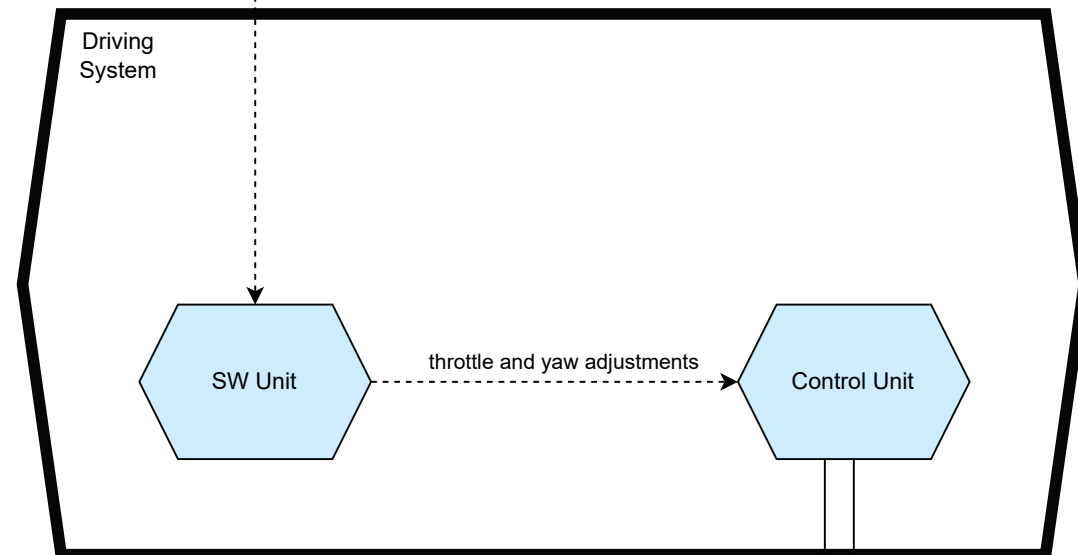 Driving
System
throttle and yaw adjustments
SW Unit
Control Unit